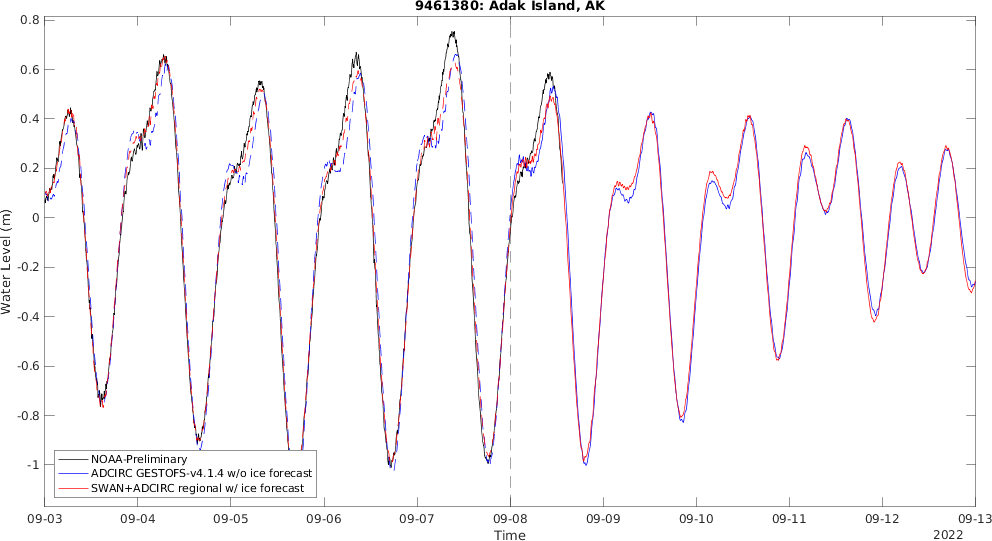 9461380: Adak Island, AK
Water Level (m)
0.8
0.6
0.4
0.2
0
-0.2
-0.4
-0.6
-0.8
-1
NOAA-Preliminary
ADCIRC GESTOFS-v4.1.4 w/o ice forecast
SWAN+ADCIRC regional w/ ice forecast
09-03 09-04 09-05 09-06 09-07 09-08 09-09 09-10 09-11 09-12 09-13
Time
2022